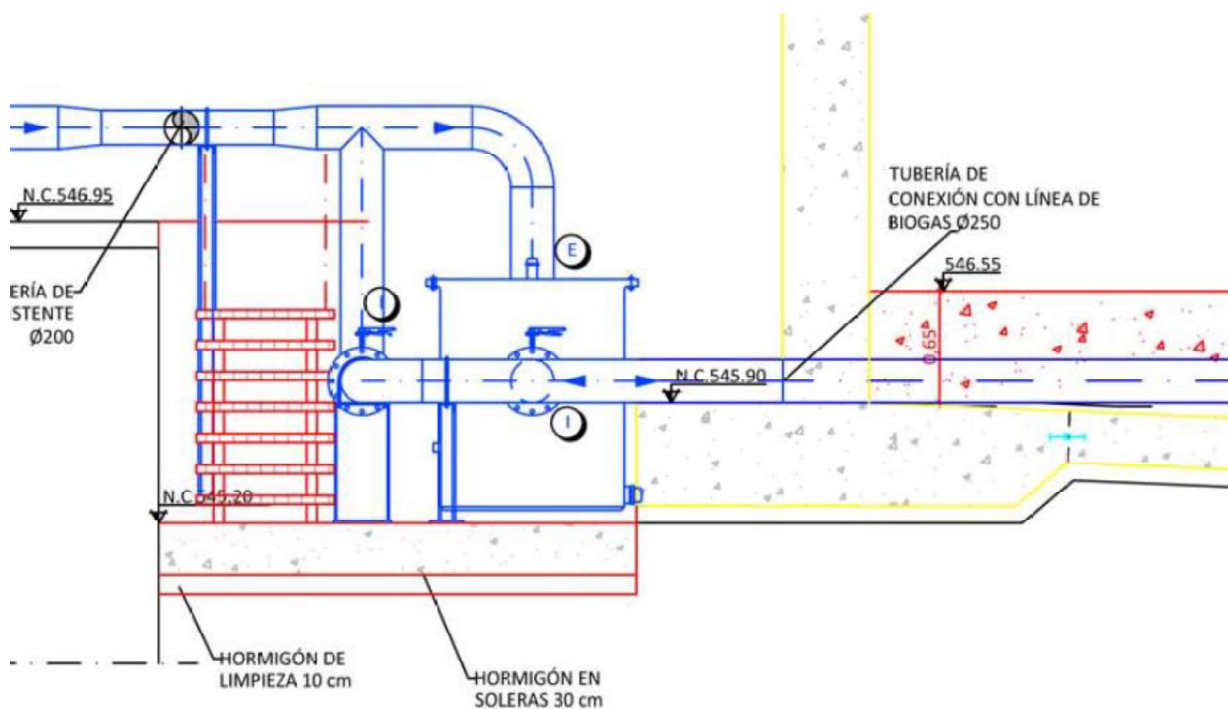 TUBERÍA DE
CONEXIÓN CON LÍNEA DE
BIOGAS Ø250
N.C.546.95
E
546.55
ERÍA DE
STENTE
Ø200
I
0,65
N.C.545.90
I
N.C.545.20
HORMIGÓN DE
LIMPIEZA 10 cm
HORMIGÓN EN
SOLERAS 30 cm